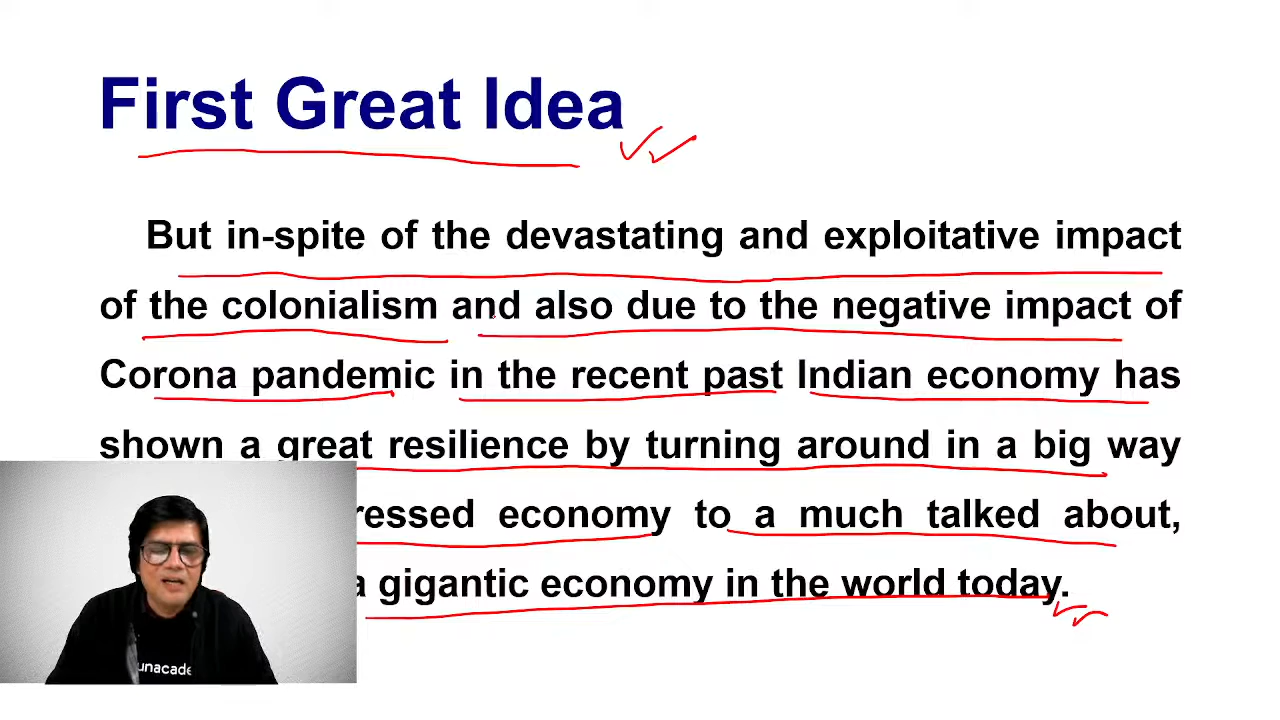 First Great Idea
But in-spite of the devastating and exploitative impact
of the colonialism and also due to the negative impact of
Corona pandemic in the recent past Indian economy has
shown a great resilience by turning around in a big way
ressed economy to a much talked about,
a gigantic economy in the world today.
unacade